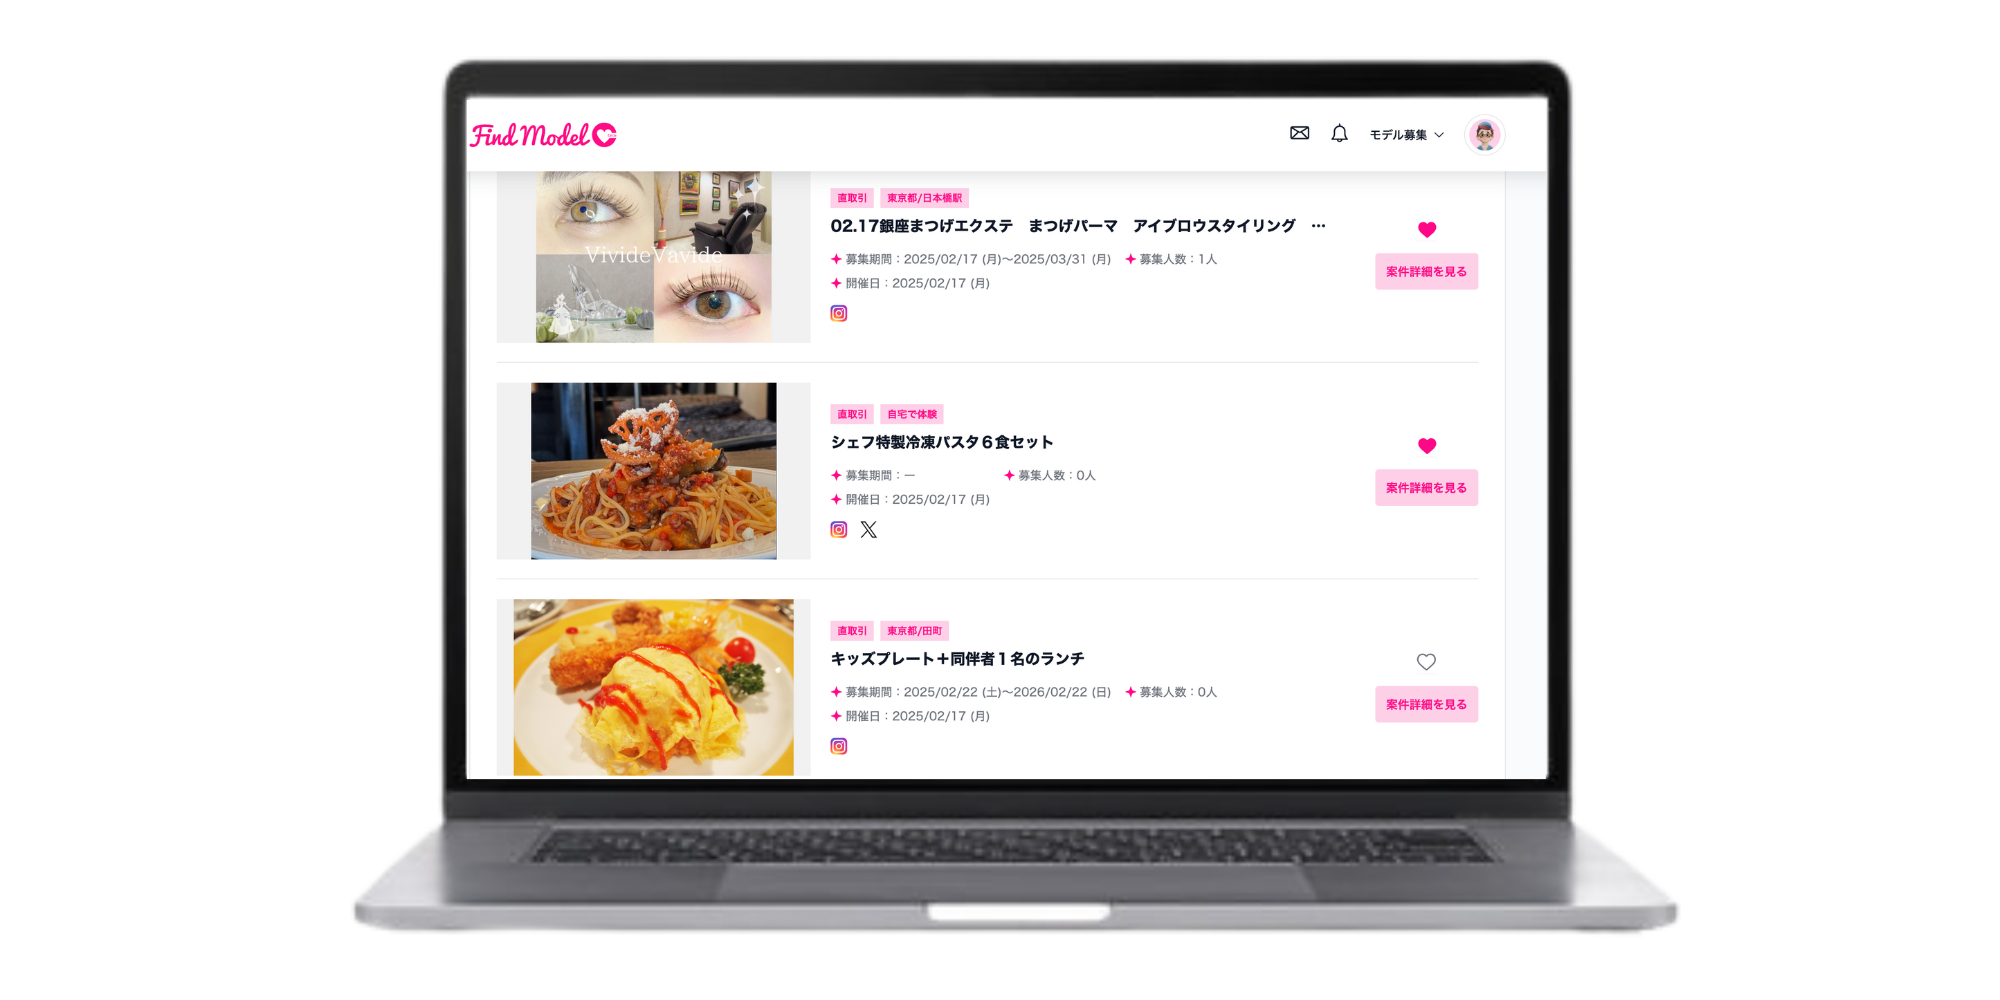 Find Model
モデル募集
VivideVavide
直取引 東京都/日本橋駅
02.17銀座まつげエクステ まつげパーマ アイブロウスタイリング …
募集期間：2025/02/17 (月)〜2025/03/31 (月) 募集人数：1人
開催日：2025/02/17 (月)
案件詳細を見る
直取引 自宅で体験
シェフ特製冷凍パスタ６食セット
募集期間：ー 募集人数：0人
開催日：2025/02/17 (月)
案件詳細を見る
直取引 東京都/田町
キッズプレート＋同伴者１名のランチ
募集期間：2025/02/22 (土)〜2026/02/22 (日) 募集人数：0人
開催日：2025/02/17 (月)
案件詳細を見る